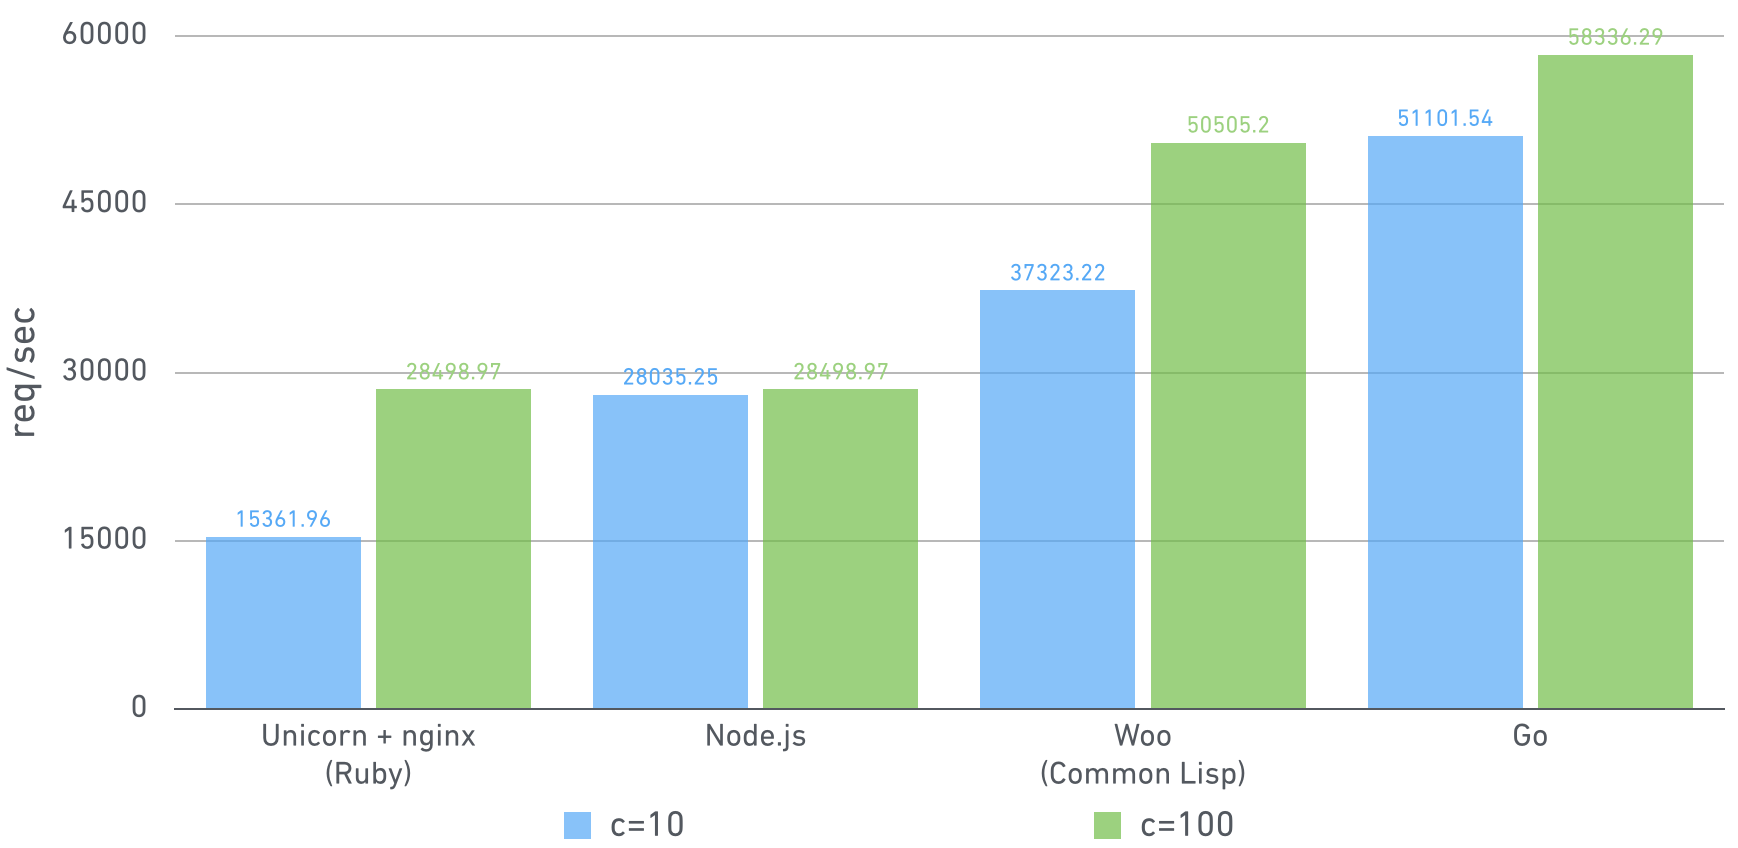 60000
45000
30000
15000
0
req/sec
15361.96
28498.97
28035.25
28498.97
37323.22
50505.2
51101.54
58336.29
Unicorn + nginx
(Ruby)
Node.js
Woo
(Common Lisp)
Go
c=10
c=100